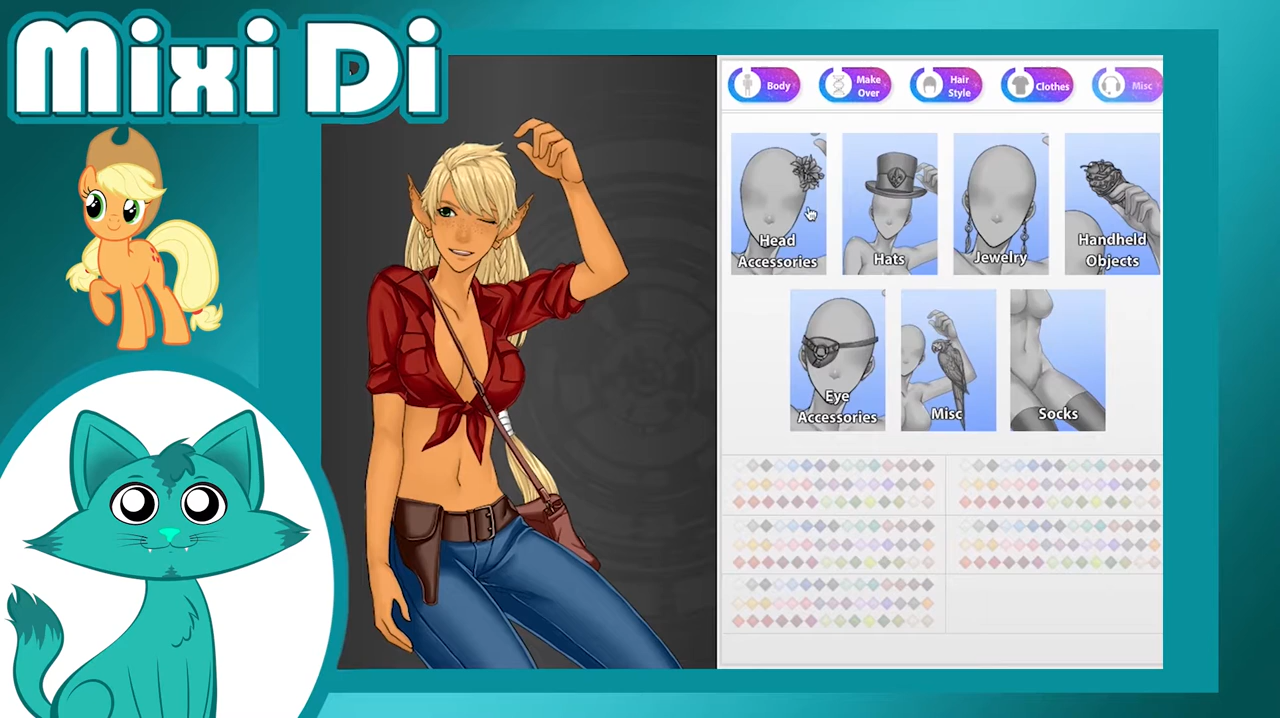 Mixi Di
Body
Make
Over
Hair
Style
Clothes
Misc
Head
Accessories
Hats
Jewelry
Handheld
Objects
Eye
Accessories
Misc
Socks